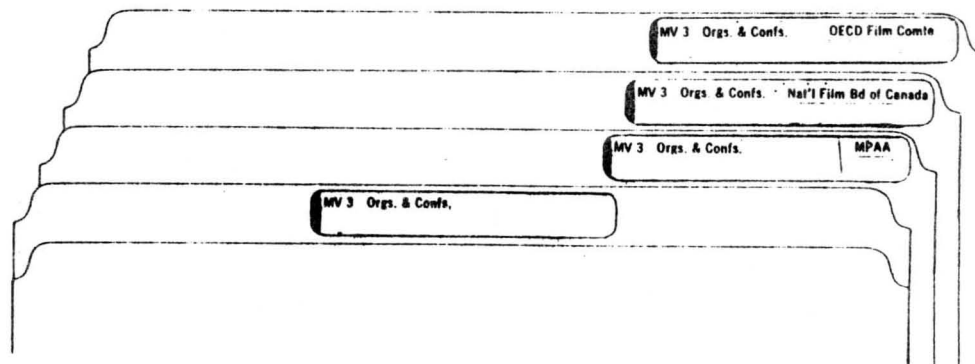 MV 3 Orgs. & Confs. OECD Film Comte
MV 3 Orgs. & Confs. Nat'l Film Bd of Canada
MV 3 Orgs. & Confs. MPAA
MV 3 Orgs. & Confs,